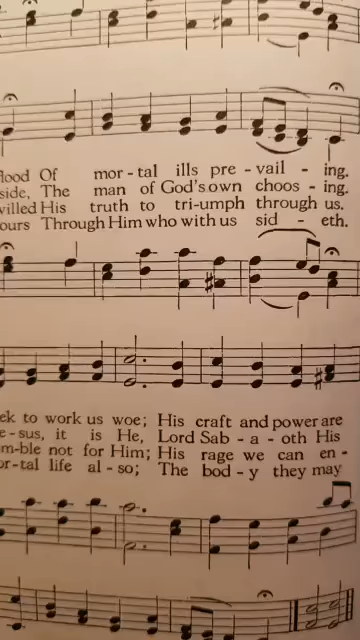 lood Of mor - tal ills pre - vail - ing.
side, The man of God's own choos - ing.
willed His truth to tri-umph through us.
ours Through Him who with us sid - eth.
ek to work us woe; His craft and power are
e - sus, it is He, Lord Sab - a - oth His
m-ble not for Him; His rage we can en -
or-tal life al - so; The bod - y they may